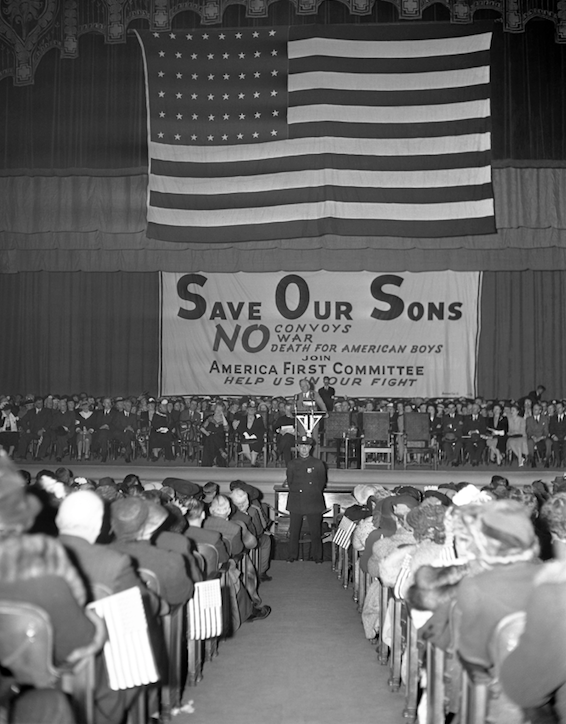 SAVE OUR SONS
NO CONVOYS
WAR
DEATH FOR AMERICAN BOYS
JOIN
AMERICA FIRST COMMITTEE
HELP US IN OUR FIGHT